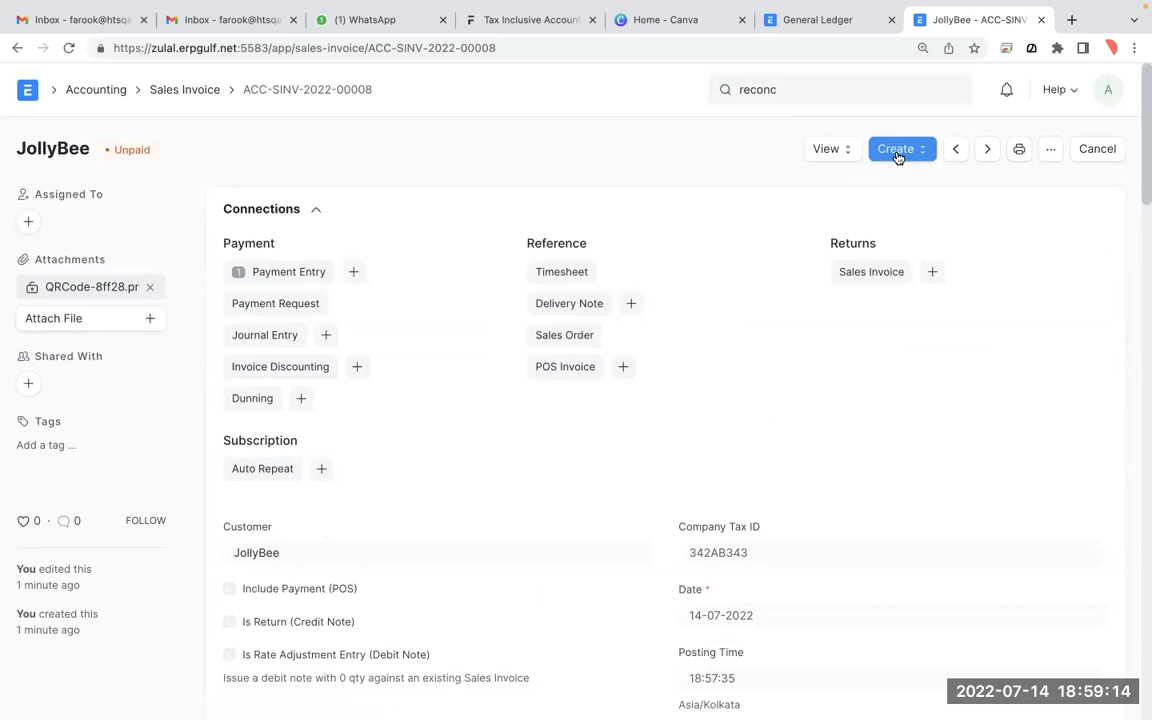 Inbox - farook@htsqa
Inbox - farook@htsqa
(1) WhatsApp
Tax Inclusive Accoun
Home - Canva
General Ledger
JollyBee - ACC-SINV-
https://zulal.erpgulf.net:5583/app/sales-invoice/ACC-SINV-2022-00008
E
Accounting
Sales Invoice
ACC-SINV-2022-00008
reconc
Help
A
JollyBee
Unpaid
View
Create
Cancel
Assigned To
Attachments
QRCode-8ff28.pr
Attach File
Shared With
Tags
Add a tag ...
0 · 0
FOLLOW
You edited this
1 minute ago
You created this
1 minute ago
Connections
Payment
1 Payment Entry
Payment Request
Journal Entry
Invoice Discounting
Dunning
Subscription
Auto Repeat
Reference
Timesheet
Delivery Note
Sales Order
POS Invoice
Returns
Sales Invoice
Customer
JollyBee
Include Payment (POS)
Is Return (Credit Note)
Is Rate Adjustment Entry (Debit Note)
Issue a debit note with 0 qty against an existing Sales Invoice
Company Tax ID
342AB343
Date *
14-07-2022
Posting Time
18:57:35
Asia/Kolkata
2022-07-14 18:59:14